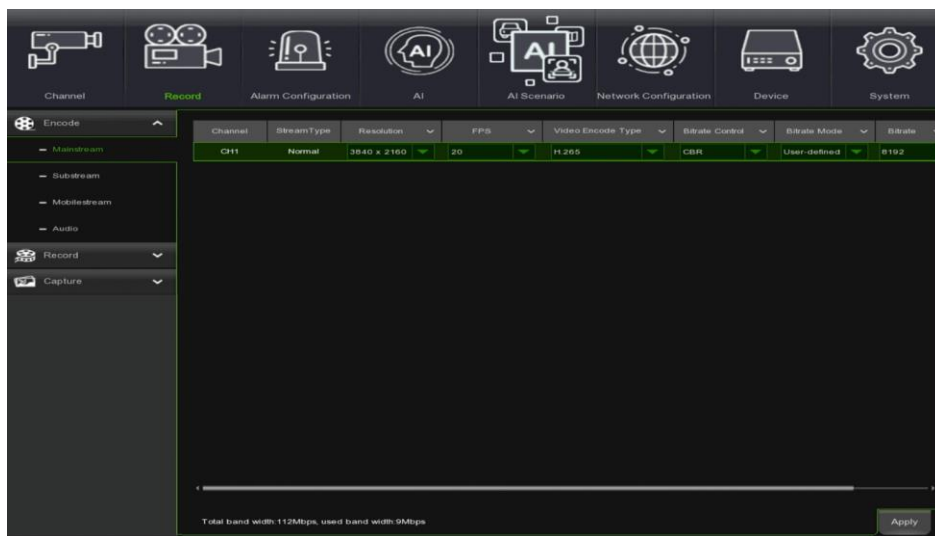 AI
AI
Channel Record Alarm Configuration AI AI Scenario Network Configuration Device System
Encode
Channel StreamType Resolution FPS Video Encode Type Bitrate Control Bitrate Mode Bitrate
Mainstream
CH1 Normal 3840 x 2160 20 H.265 CBR User-defined 8192
Substream
Mobilestream
Audio
Record
Capture
Total band width:112Mbps, used band width:9Mbps
Apply